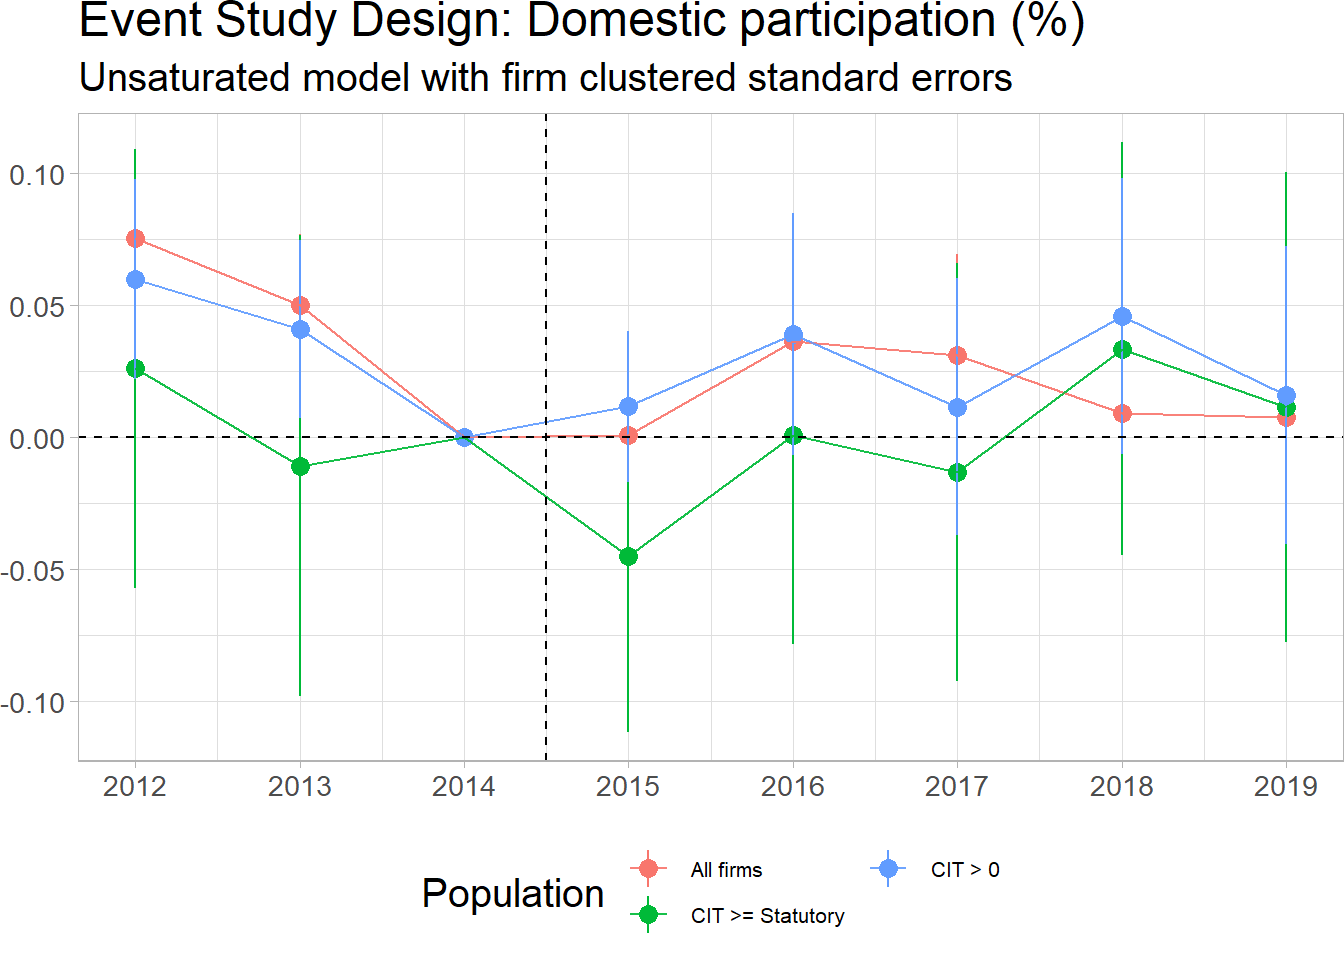 Event Study Design: Domestic participation (%)
Unsaturated model with firm clustered standard errors
0.10
0.05
0.00
-0.05
-0.10
2012 2013 2014 2015 2016 2017 2018 2019
Population
All firms
CIT > 0
CIT >= Statutory